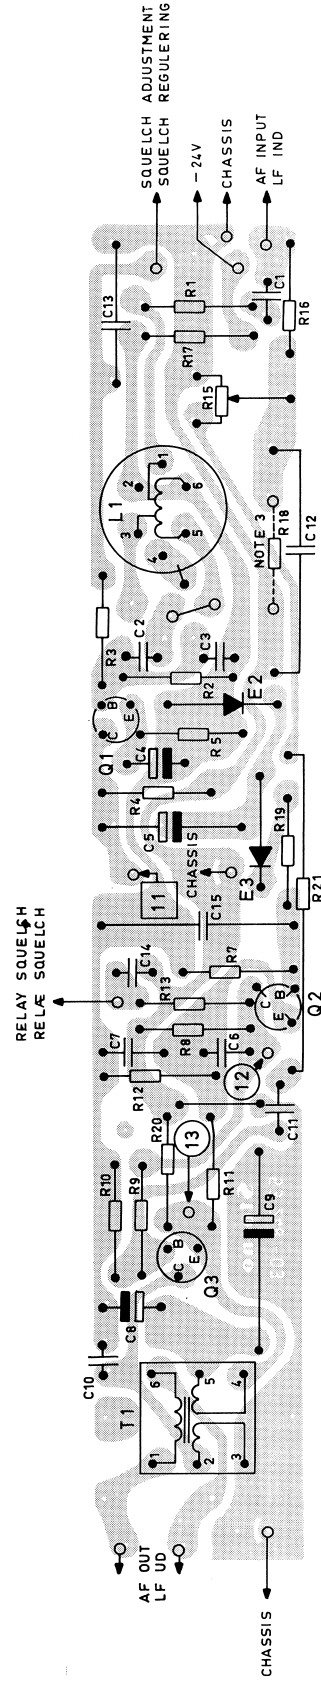 SQUELCH ADJUSTMENT
SQUELCH REGULERING
-24V
CHASSIS
AF INPUT
LF IND
C13
R1
R17
C1
R16
R15
L1
1
2
3
4
5
6
NOTE 3
R18
C12
R3
C2
C3
R2
E2
Q1
B
C
E
C4
R5
R4
C5
CHASSIS
11
E3
R19
R21
C15
RELAY SQUELCH
RELÆ SQUELCH
C14
R13
R7
C7
R8
C6
R12
12
Q2
C
B
E
C11
R20
13
R11
R10
R9
C9
Q3
B
C
E
C8
C10
T1
6
5
4
1
2
3
AF OUT
LF UD
CHASSIS